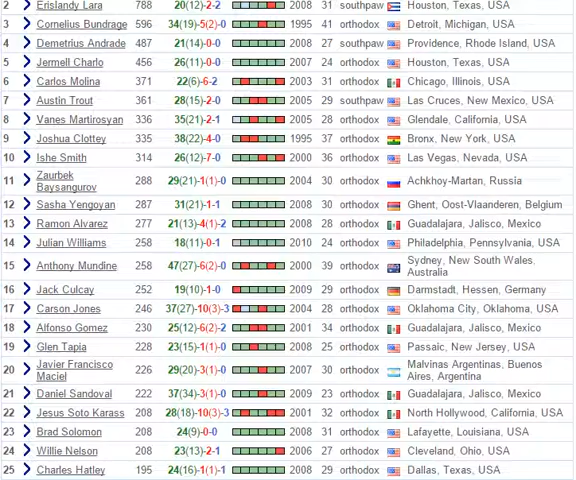 2 Erislandy Lara 788 20(12)-2-2 2008 31 southpaw Houston, Texas, USA
3 Cornelius Bundrage 596 34(19)-5(2)-0 1995 41 orthodox Detroit, Michigan, USA
4 Demetrius Andrade 487 21(14)-0-0 2008 26 southpaw Providence, Rhode Island, USA
5 Jermell Charlo 456 26(11)-0-0 2007 24 orthodox Houston, Texas, USA
6 Carlos Molina 371 22(6)-6-2 2003 31 orthodox Chicago, Illinois, USA
7 Austin Trout 361 28(15)-2-0 2005 29 southpaw Las Cruces, New Mexico, USA
8 Vanes Martirosyan 336 35(21)-2-1 2005 28 orthodox Glendale, California, USA
9 Joshua Clottey 335 38(22)-4-0 1995 37 orthodox Bronx, New York, USA
10 Ishe Smith 314 26(12)-7-0 2000 36 orthodox Las Vegas, Nevada, USA
11 Zaurbek Baysangurov 288 29(21)-1(1)-0 2004 30 orthodox Achkhoy-Martan, Russia
12 Sasha Yengoyan 287 31(21)-1-1 2008 30 orthodox Ghent, Oost-Vlaanderen, Belgium
13 Ramon Alvarez 277 21(13)-4(1)-2 2008 28 orthodox Guadalajara, Jalisco, Mexico
14 Julian Williams 258 18(11)-0-1 2010 24 orthodox Philadelphia, Pennsylvania, USA
15 Anthony Mundine 258 47(27)-6(2)-0 2000 39 orthodox Sydney, New South Wales, Australia
16 Jack Culcay 252 19(10)-1-0 2009 29 orthodox Darmstadt, Hessen, Germany
17 Carson Jones 246 37(27)-10(3)-3 2004 28 orthodox Oklahoma City, Oklahoma, USA
18 Alfonso Gomez 230 25(12)-6(2)-2 2001 34 orthodox Guadalajara, Jalisco, Mexico
19 Glen Tapia 228 23(15)-1(1)-0 2008 25 orthodox Passaic, New Jersey, USA
20 Javier Francisco Maciel 226 29(20)-3(1)-0 2007 30 orthodox Malvinas Argentinas, Buenos Aires, Argentina
21 Daniel Sandoval 222 37(34)-3(1)-0 2009 23 orthodox Guadalajara, Jalisco, Mexico
22 Jesus Soto Karass 208 28(18)-10(3)-3 2001 32 orthodox North Hollywood, California, USA
23 Brad Solomon 208 24(9)-0-0 2008 31 orthodox Lafayette, Louisiana, USA
24 Willie Nelson 208 23(13)-2-1 2006 27 orthodox Cleveland, Ohio, USA
25 Charles Hatley 195 24(16)-1(1)-1 2008 29 orthodox Dallas, Texas, USA